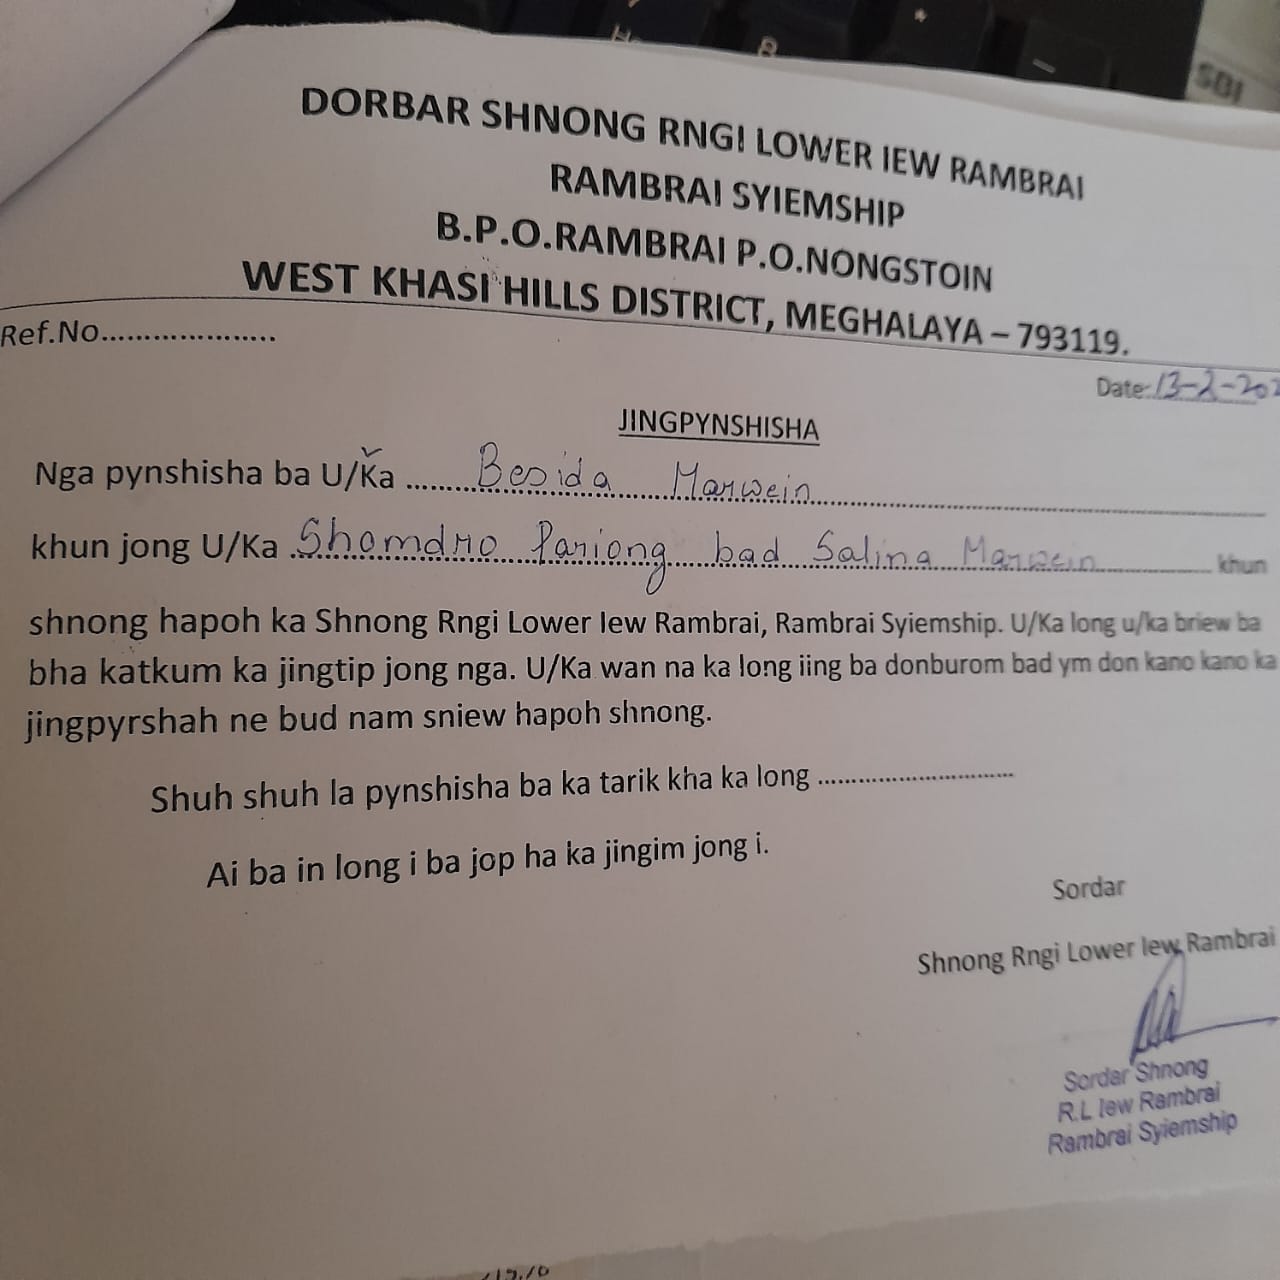 DORBAR SHNONG RNGI LOWER IEW RAMBRAI
RAMBRAI SYIEMSHIP
B.P.O.RAMBRAI P.O.NONGSTOIN
WEST KHASI HILLS DISTRICT, MEGHALAYA – 793119.
Ref.No....................
Date:13-2-202
JINGPYNSHISHA
Nga pynshisha ba U/Ka Besida Marwein
khun jong U/Ka Shomdro Pariong bad Salina Marwein khun
shnong hapoh ka Shnong Rngi Lower Iew Rambrai, Rambrai Syiemship. U/Ka long u/ka briew ba
bha katkum ka jingtip jong nga. U/Ka wan na ka long iing ba donburom bad ym don kano kano ka
jingpyrshah ne bud nam sniew hapoh shnong.
Shuh shuh la pynshisha ba ka tarik kha ka long ..............................
Ai ba in long i ba jop ha ka jingim jong i.
Sordar
Shnong Rngi Lower Iew Rambrai
Sordar Shnong
R.L Iew Rambrai
Rambrai Syiemship
SBI